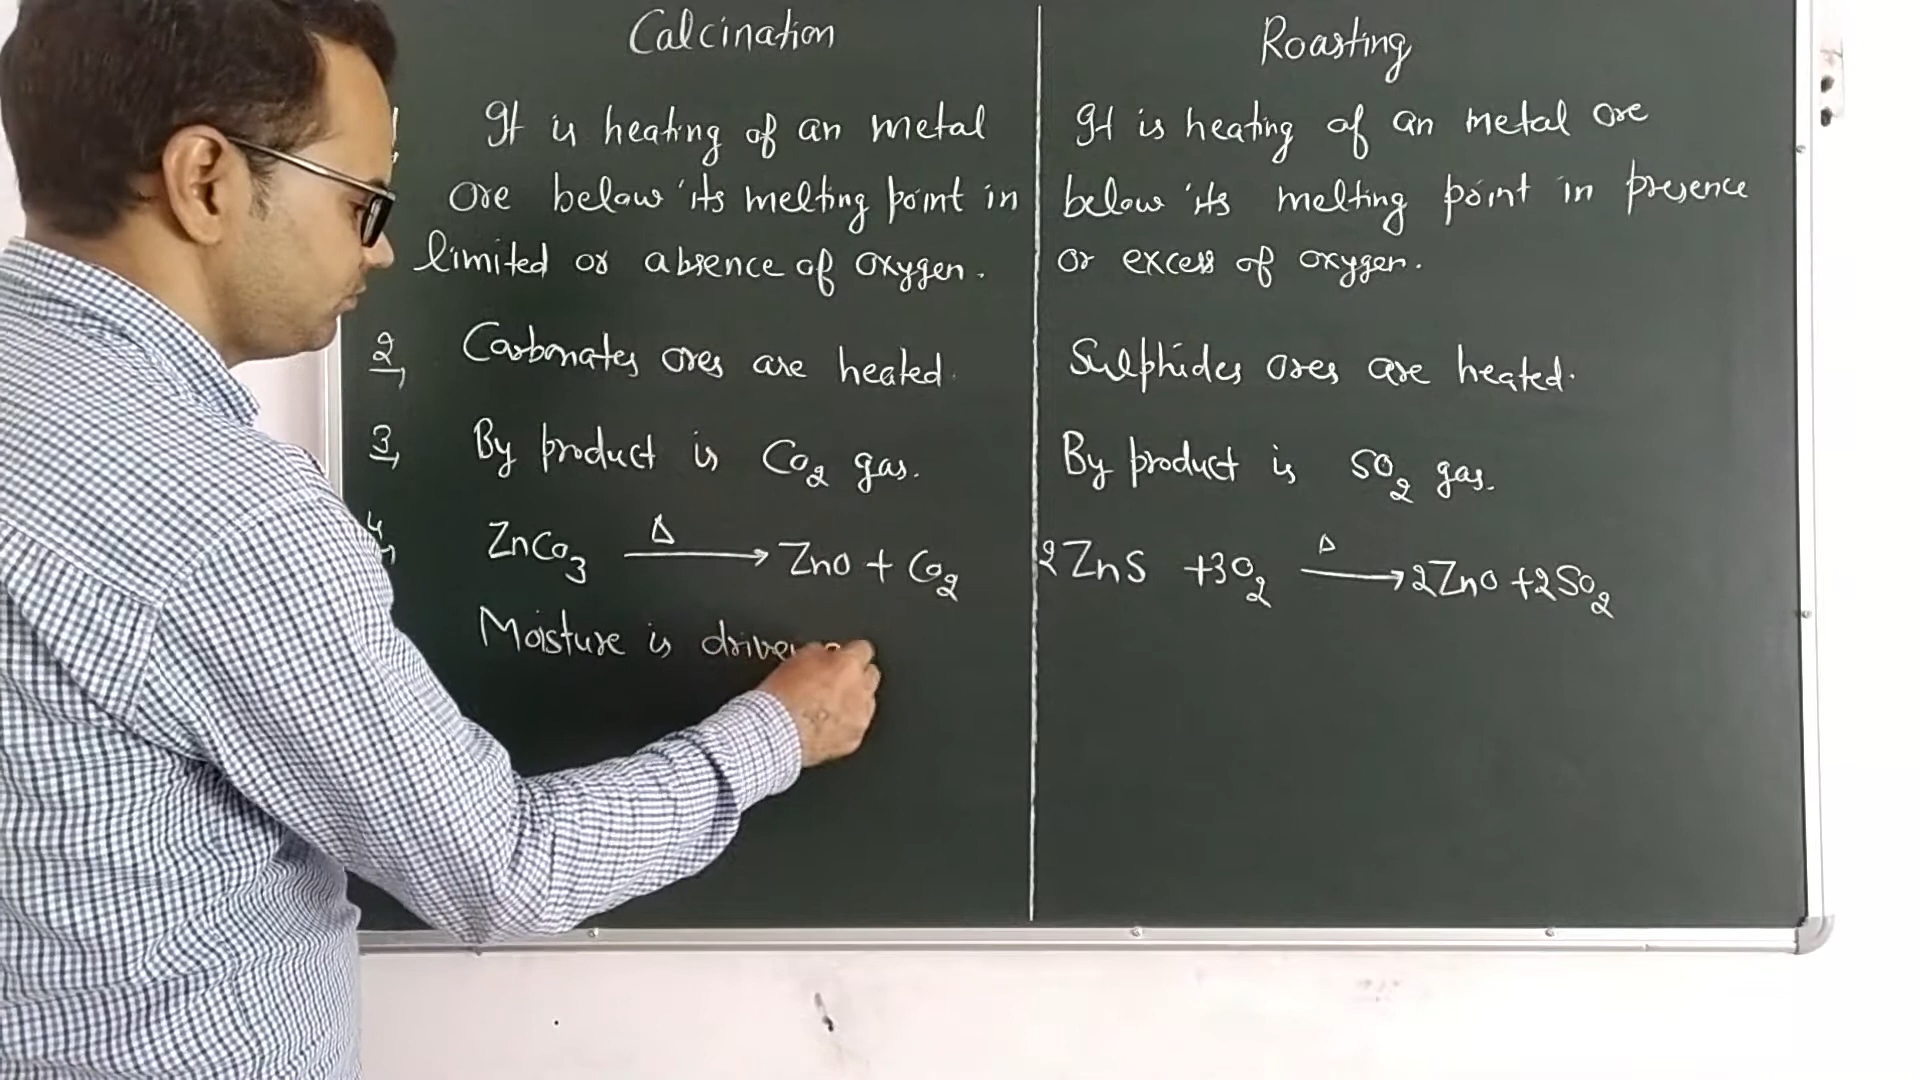 Calcination
1, It is heating of an metal
ore below its melting point in
limited or absence of oxygen.
2, Carbonates ores are heated.
3, By product is CO2 gas.
4, ZnCO3 Δ→ ZnO + CO2
Moisture is driven
Roasting
It is heating of an metal ore
below its melting point in presence
or excess of oxygen.
Sulphides ores are heated.
By product is SO2 gas.
2ZnS +3O2 Δ→ 2ZnO +2SO2